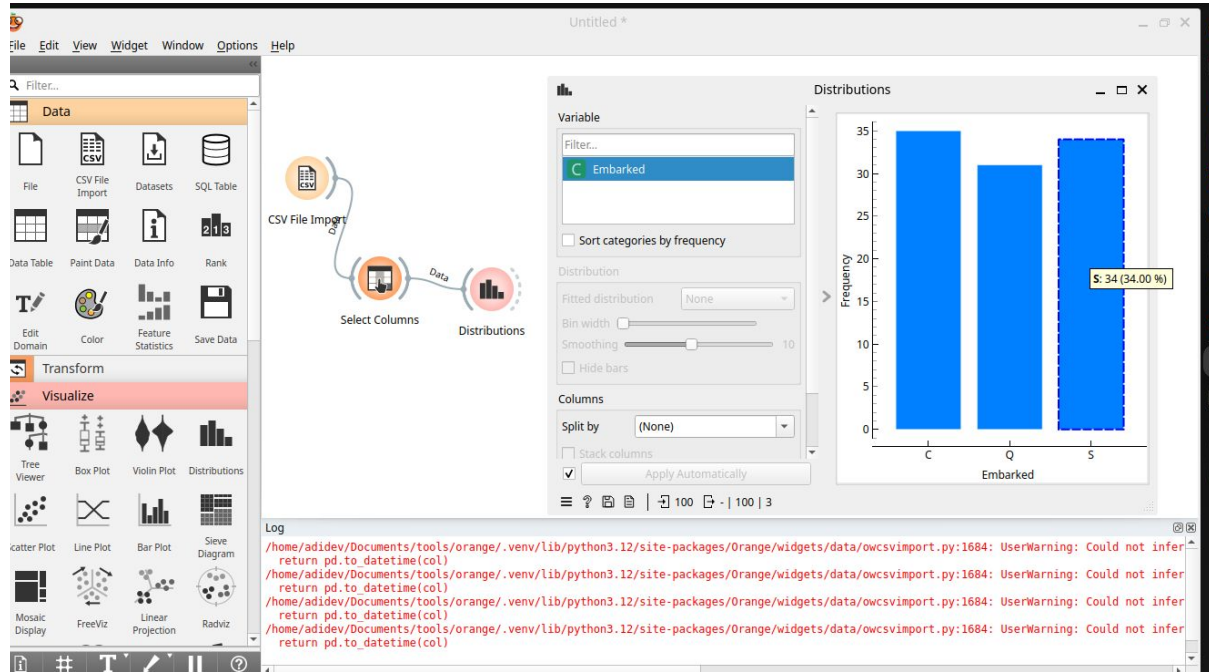 Untitled *
File Edit View Widget Window Options Help
Filter...
Data
File CSV File Import Datasets SQL Table
Data Table Paint Data Data Info Rank
Edit Domain Color Feature Statistics Save Data
Transform
Visualize
Tree Viewer Box Plot Violin Plot Distributions
Scatter Plot Line Plot Bar Plot Sieve Diagram
Mosaic Display FreeViz Linear Projection Radviz
CSV File Import
Data
Select Columns
Data
Distributions
Distributions
Variable
Filter...
C Embarked
Sort categories by frequency
Distribution
Fitted distribution None
Bin width
Smoothing 10
Hide bars
Columns
Split by (None)
Stack columns
Apply Automatically
100 - | 100 | 3
Frequency
35
30
25
20
15
10
5
0
S: 34 (34.00 %)
C Q S
Embarked
Log
/home/adidev/Documents/tools/orange/.venv/lib/python3.12/site-packages/Orange/widgets/data/owcsvimport.py:1684: UserWarning: Could not infer
return pd.to_datetime(col)
/home/adidev/Documents/tools/orange/.venv/lib/python3.12/site-packages/Orange/widgets/data/owcsvimport.py:1684: UserWarning: Could not infer
return pd.to_datetime(col)
/home/adidev/Documents/tools/orange/.venv/lib/python3.12/site-packages/Orange/widgets/data/owcsvimport.py:1684: UserWarning: Could not infer
return pd.to_datetime(col)
/home/adidev/Documents/tools/orange/.venv/lib/python3.12/site-packages/Orange/widgets/data/owcsvimport.py:1684: UserWarning: Could not infer
return pd.to_datetime(col)